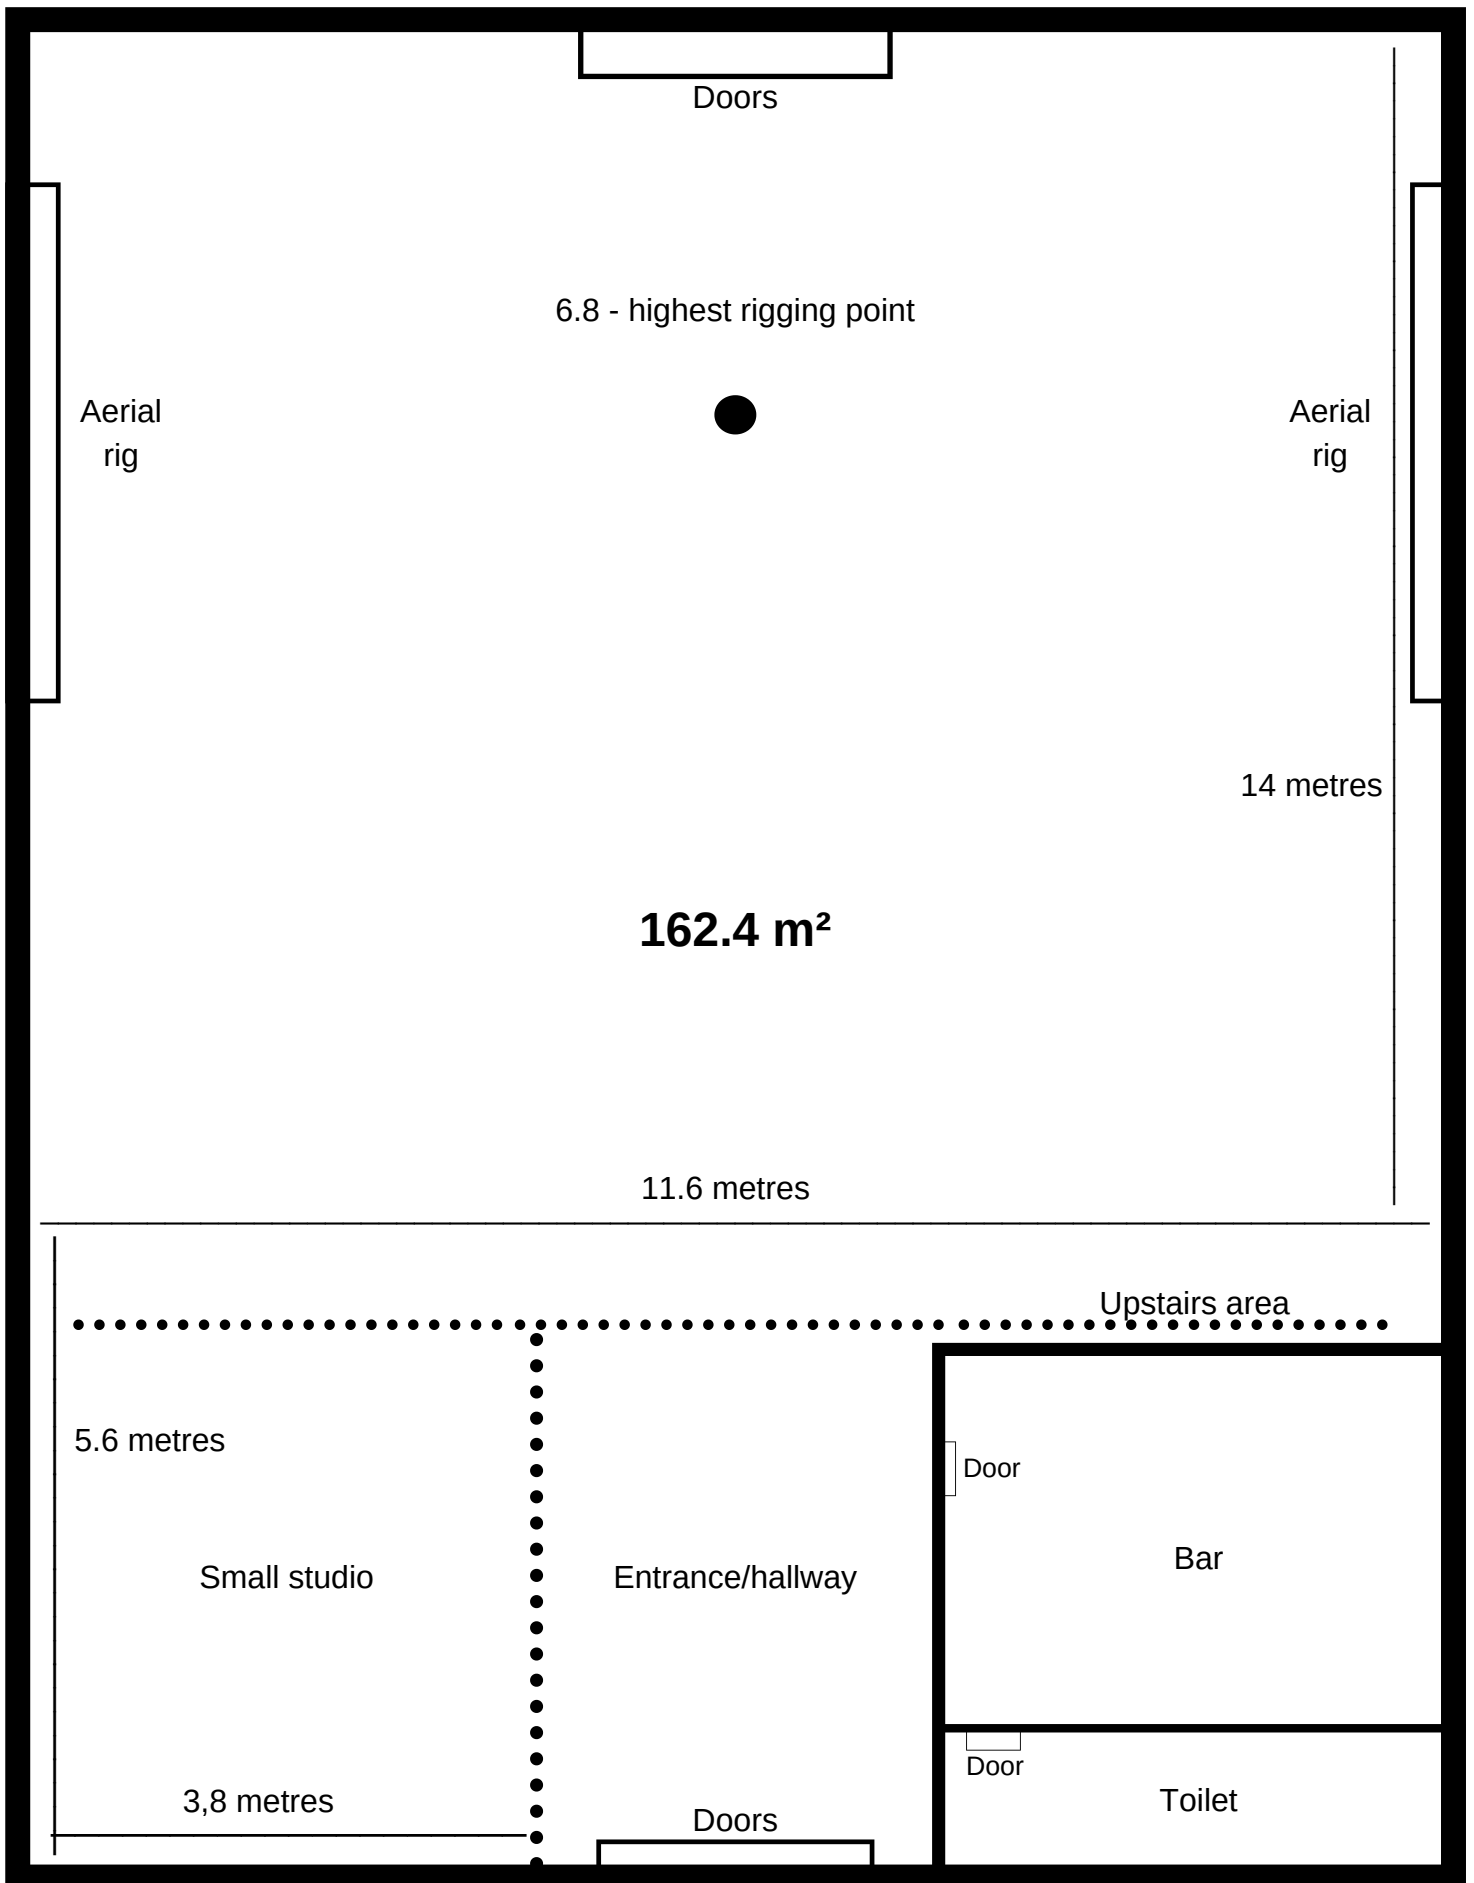 Doors
6.8 - highest rigging point
Aerial
rig
Aerial
rig
14 metres
162.4 m²
11.6 metres
Upstairs area
5.6 metres
Door
Bar
Small studio
Entrance/hallway
Door
3,8 metres
Doors
Toilet